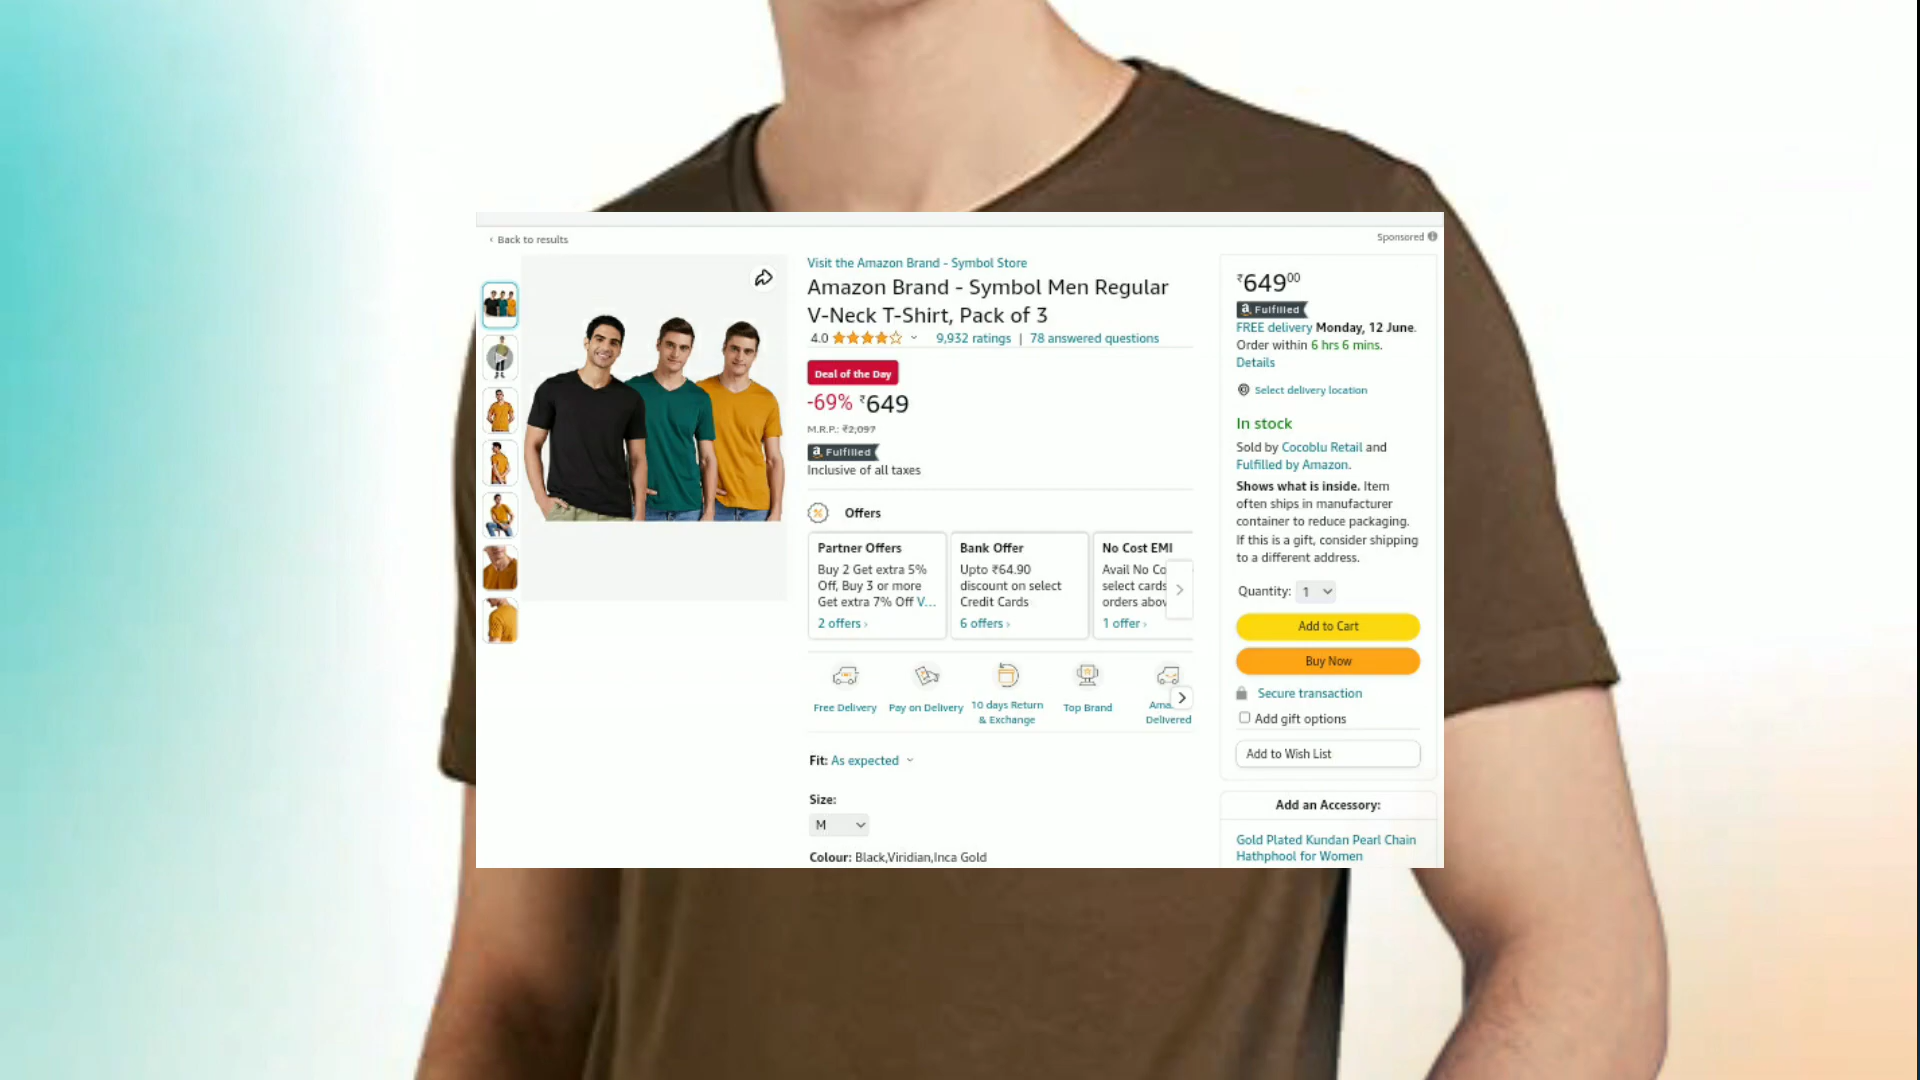 ‹ Back to results
Sponsored
Visit the Amazon Brand - Symbol Store
Amazon Brand - Symbol Men Regular
V-Neck T-Shirt, Pack of 3
4.0
9,932 ratings | 78 answered questions
Deal of the Day
-69% ₹649
M.R.P.: ₹2,097
a Fulfilled
Inclusive of all taxes
Offers
Partner Offers
Buy 2 Get extra 5%
Off, Buy 3 or more
Get extra 7% Off V...
2 offers ›
Bank Offer
Upto ₹64.90
discount on select
Credit Cards
6 offers ›
No Cost EMI
Avail No Co
select cards
orders abov
1 offer ›
Free Delivery
Pay on Delivery
10 days Return
& Exchange
Top Brand
Ama
Delivered
Fit: As expected
Size:
M
Colour: Black,Viridian,Inca Gold
₹64900
a Fulfilled
FREE delivery Monday, 12 June.
Order within 6 hrs 6 mins.
Details
Select delivery location
In stock
Sold by Cocoblu Retail and
Fulfilled by Amazon.
Shows what is inside. Item
often ships in manufacturer
container to reduce packaging.
If this is a gift, consider shipping
to a different address.
Quantity: 1
Add to Cart
Buy Now
Secure transaction
Add gift options
Add to Wish List
Add an Accessory:
Gold Plated Kundan Pearl Chain
Hathphool for Women